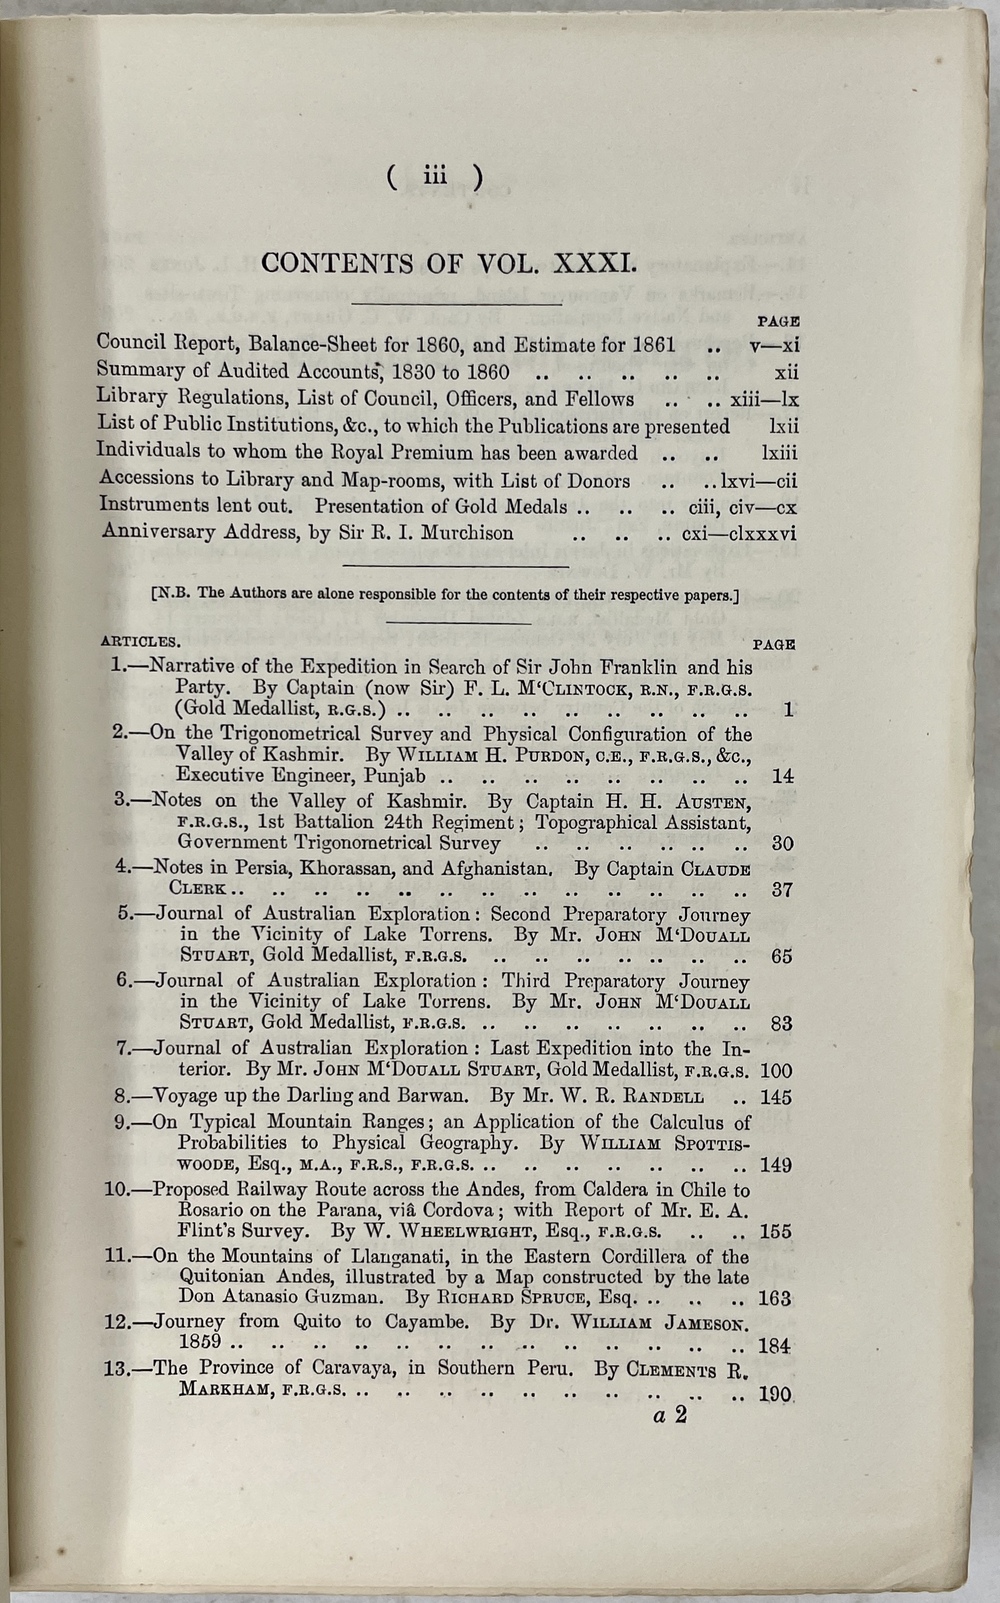 ( iii )
CONTENTS OF VOL. XXXI.
PAGE
Council Report, Balance-Sheet for 1860, and Estimate for 1861 .. v—xi
Summary of Audited Accounts, 1830 to 1860 .. .. .. .. .. xii
Library Regulations, List of Council, Officers, and Fellows .. .. xiii—lx
List of Public Institutions, &c., to which the Publications are presented lxii
Individuals to whom the Royal Premium has been awarded .. .. lxiii
Accessions to Library and Map-rooms, with List of Donors .. .. lxvi—cii
Instruments lent out. Presentation of Gold Medals .. .. .. ciii, civ—cx
Anniversary Address, by Sir R. I. Murchison .. .. .. cxi—clxxxvi
[N.B. The Authors are alone responsible for the contents of their respective papers.]
ARTICLES. PAGE
1.—Narrative of the Expedition in Search of Sir John Franklin and his
Party. By Captain (now Sir) F. L. M‘CLINTOCK, R.N., F.R.G.S.
(Gold Medallist, R.G.S.) .. .. .. .. .. .. .. .. .. 1
2.—On the Trigonometrical Survey and Physical Configuration of the
Valley of Kashmir. By WILLIAM H. PURDON, C.E., F.R.G.S., &c.,
Executive Engineer, Punjab .. .. .. .. .. .. .. .. 14
3.—Notes on the Valley of Kashmir. By Captain H. H. AUSTEN,
F.R.G.S., 1st Battalion 24th Regiment; Topographical Assistant,
Government Trigonometrical Survey .. .. .. .. .. .. 30
4.—Notes in Persia, Khorassan, and Afghanistan. By Captain CLAUDE
CLERK .. .. .. .. .. .. .. .. .. .. .. .. .. 37
5.—Journal of Australian Exploration: Second Preparatory Journey
in the Vicinity of Lake Torrens. By Mr. JOHN M‘DOUALL
STUART, Gold Medallist, F.R.G.S. .. .. .. .. .. .. .. 65
6.—Journal of Australian Exploration: Third Preparatory Journey
in the Vicinity of Lake Torrens. By Mr. JOHN M‘DOUALL
STUART, Gold Medallist, F.R.G.S. .. .. .. .. .. .. .. 83
7.—Journal of Australian Exploration: Last Expedition into the In-
terior. By Mr. JOHN M‘DOUALL STUART, Gold Medallist, F.R.G.S. 100
8.—Voyage up the Darling and Barwan. By Mr. W. R. RANDELL .. 145
9.—On Typical Mountain Ranges; an Application of the Calculus of
Probabilities to Physical Geography. By WILLIAM SPOTTIS-
WOODE, Esq., M.A., F.R.S., F.R.G.S. .. .. .. .. .. .. .. 149
10.—Proposed Railway Route across the Andes, from Caldera in Chile to
Rosario on the Parana, viâ Cordova; with Report of Mr. E. A.
Flint's Survey. By W. WHEELWRIGHT, Esq., F.R.G.S. .. .. 155
11.—On the Mountains of Llanganati, in the Eastern Cordillera of the
Quitonian Andes, illustrated by a Map constructed by the late
Don Atanasio Guzman. By RICHARD SPRUCE, Esq. .. .. .. 163
12.—Journey from Quito to Cayambe. By Dr. WILLIAM JAMESON.
1859 .. .. .. .. .. .. .. .. .. .. .. .. .. 184
13.—The Province of Caravaya, in Southern Peru. By CLEMENTS R.
MARKHAM, F.R.G.S. .. .. .. .. .. .. .. .. .. .. 190
a 2